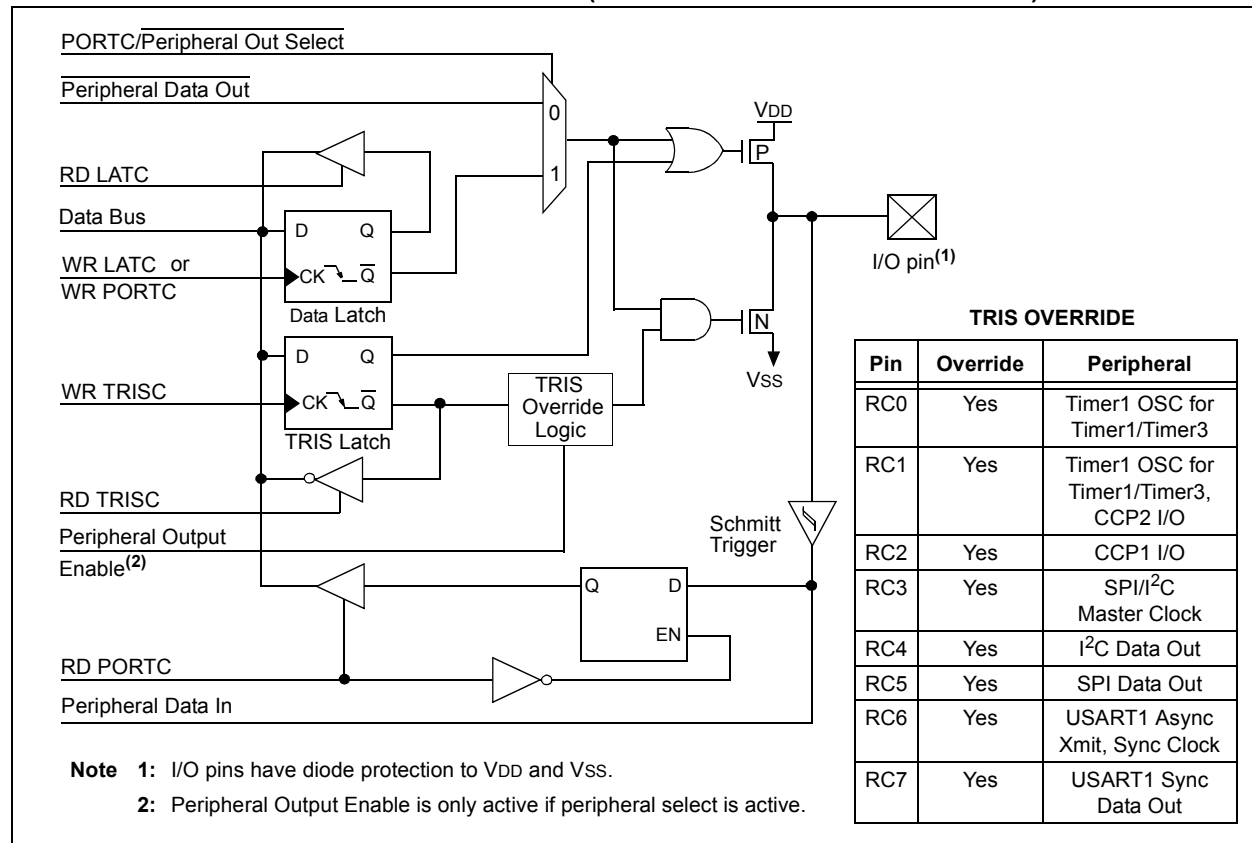 PORTC/Peripheral Out Select
Peripheral Data Out
RD LATC
Data Bus
WR LATC or
WR PORTC
D Q
CK Q
Data Latch
D Q
CK Q
TRIS Latch
WR TRISC
RD TRISC
Peripheral Output
Enable(2)
RD PORTC
Peripheral Data In
0
1
TRIS
Override
Logic
Q D
EN
VDD
P
N
VSS
I/O pin(1)
Schmitt
Trigger
TRIS OVERRIDE
Pin Override Peripheral
RC0 Yes Timer1 OSC for
Timer1/Timer3
RC1 Yes Timer1 OSC for
Timer1/Timer3,
CCP2 I/O
RC2 Yes CCP1 I/O
RC3 Yes SPI/I2C
Master Clock
RC4 Yes I2C Data Out
RC5 Yes SPI Data Out
RC6 Yes USART1 Async
Xmit, Sync Clock
RC7 Yes USART1 Sync
Data Out
Note 1: I/O pins have diode protection to VDD and VSS.
2: Peripheral Output Enable is only active if peripheral select is active.